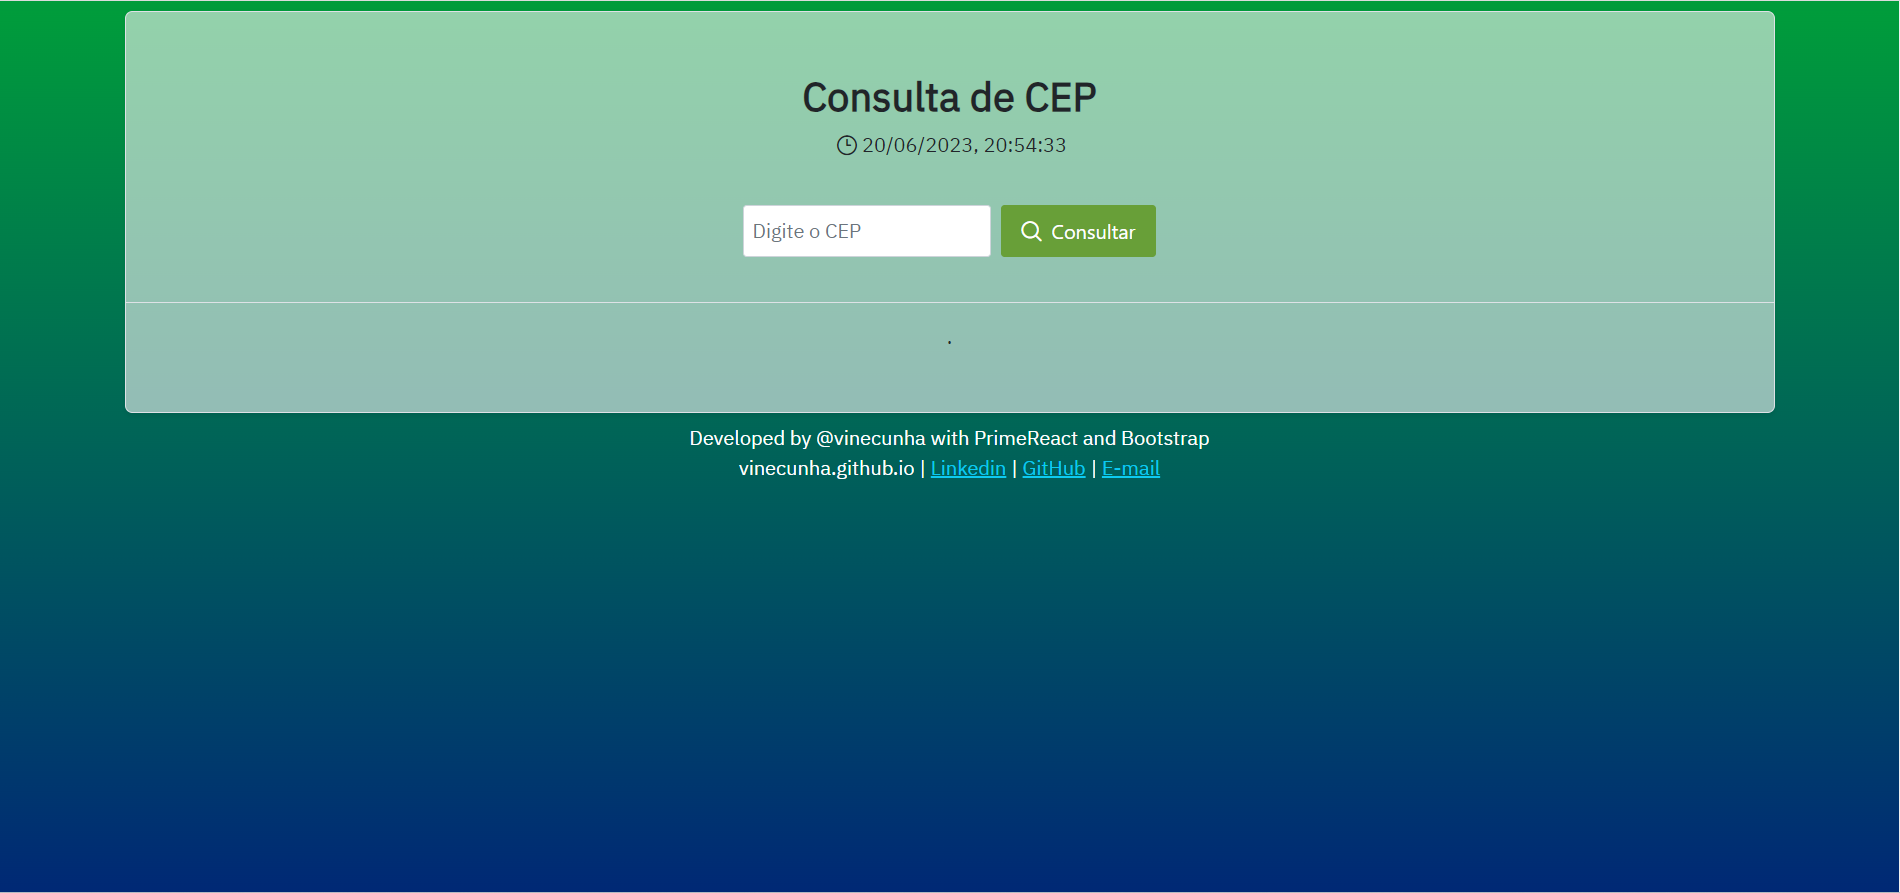 Consulta de CEP
20/06/2023, 20:54:33
Digite o CEP
Consultar
.
Developed by @vinecunha with PrimeReact and Bootstrap
vinecunha.github.io | Linkedin | GitHub | E-mail